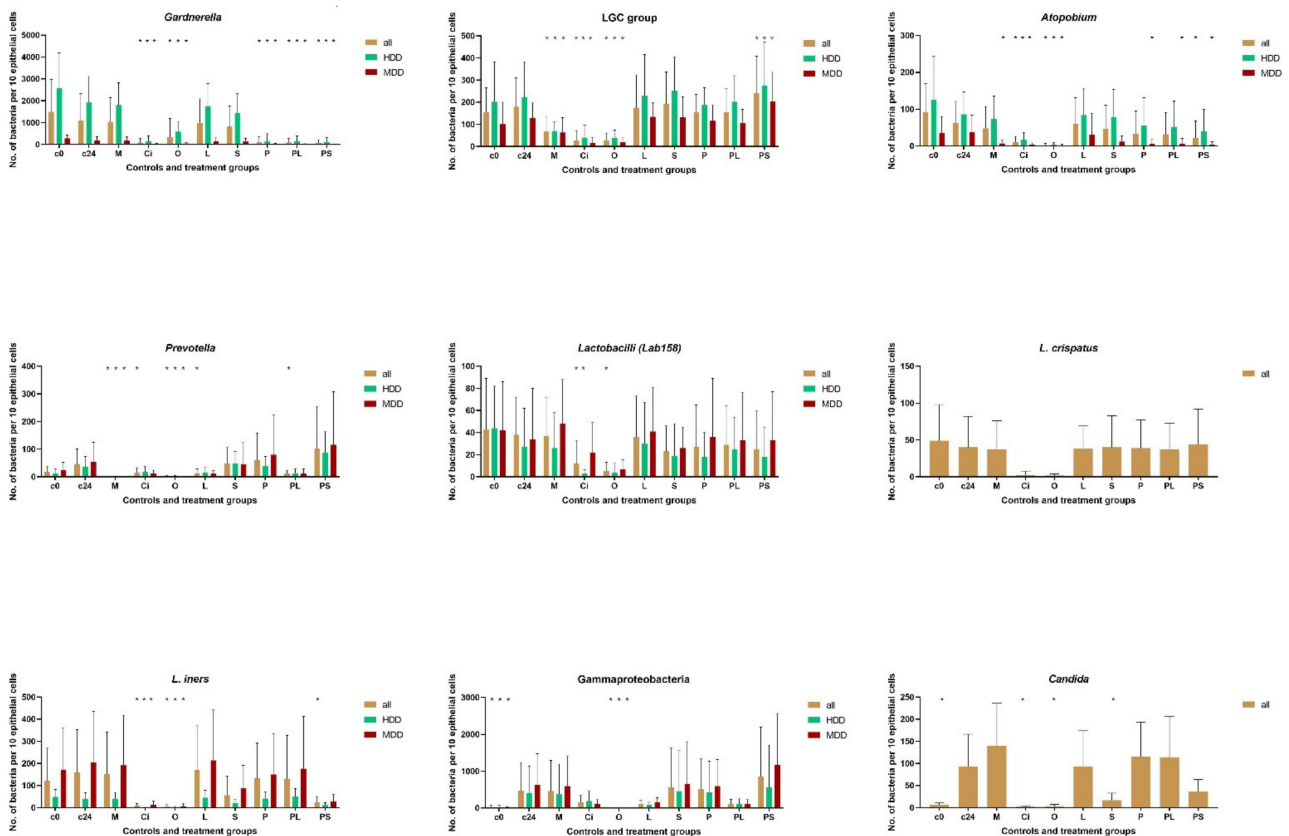 Gardnerella
No. of bacteria per 10 epithelial cells
5000
4000
3000
2000
1000
0
* * * * * * * * * * * * * * *
c0 c24 M Ci O L S P PL PS
Controls and treatment groups
all
HDD
MDD
LGC group
No. of bacteria per 10 epithelial cells
500
400
300
200
100
0
* * * * * * * * * * * *
c0 c24 M Ci O L S P PL PS
Controls and treatment groups
all
HDD
MDD
Atopobium
No. of bacteria per 10 epithelial cells
300
200
100
0
* * * * * * * * * * *
c0 c24 M Ci O L S P PL PS
Controls and treatment groups
all
HDD
MDD
Prevotella
No. of bacteria per 10 epithelial cells
400
300
200
100
0
* * * * * * * * *
c0 c24 M Ci O L S P PL PS
Controls and treatment groups
all
HDD
MDD
Lactobacilli (Lab158)
No. of bacteria per 10 epithelial cells
100
80
60
40
20
0
* * *
c0 c24 M Ci O L S P PL PS
Controls and treatment groups
all
HDD
MDD
L. crispatus
No. of bacteria per 10 epithelial cells
150
100
50
0
c0 c24 M Ci O L S P PL PS
Controls and treatment groups
all
L. iners
No. of bacteria per 10 epithelial cells
500
400
300
200
100
0
* * * * * * *
c0 c24 M Ci O L S P PL PS
Controls and treatment groups
all
HDD
MDD
Gammaproteobacteria
No. of bacteria per 10 epithelial cells
3000
2000
1000
0
* * * * * *
c0 c24 M Ci O L S P PL PS
Controls and treatment groups
all
HDD
MDD
Candida
No. of bacteria per 10 epithelial cells
250
200
150
100
50
0
* * * *
c0 c24 M Ci O L S P PL PS
Controls and treatment groups
all